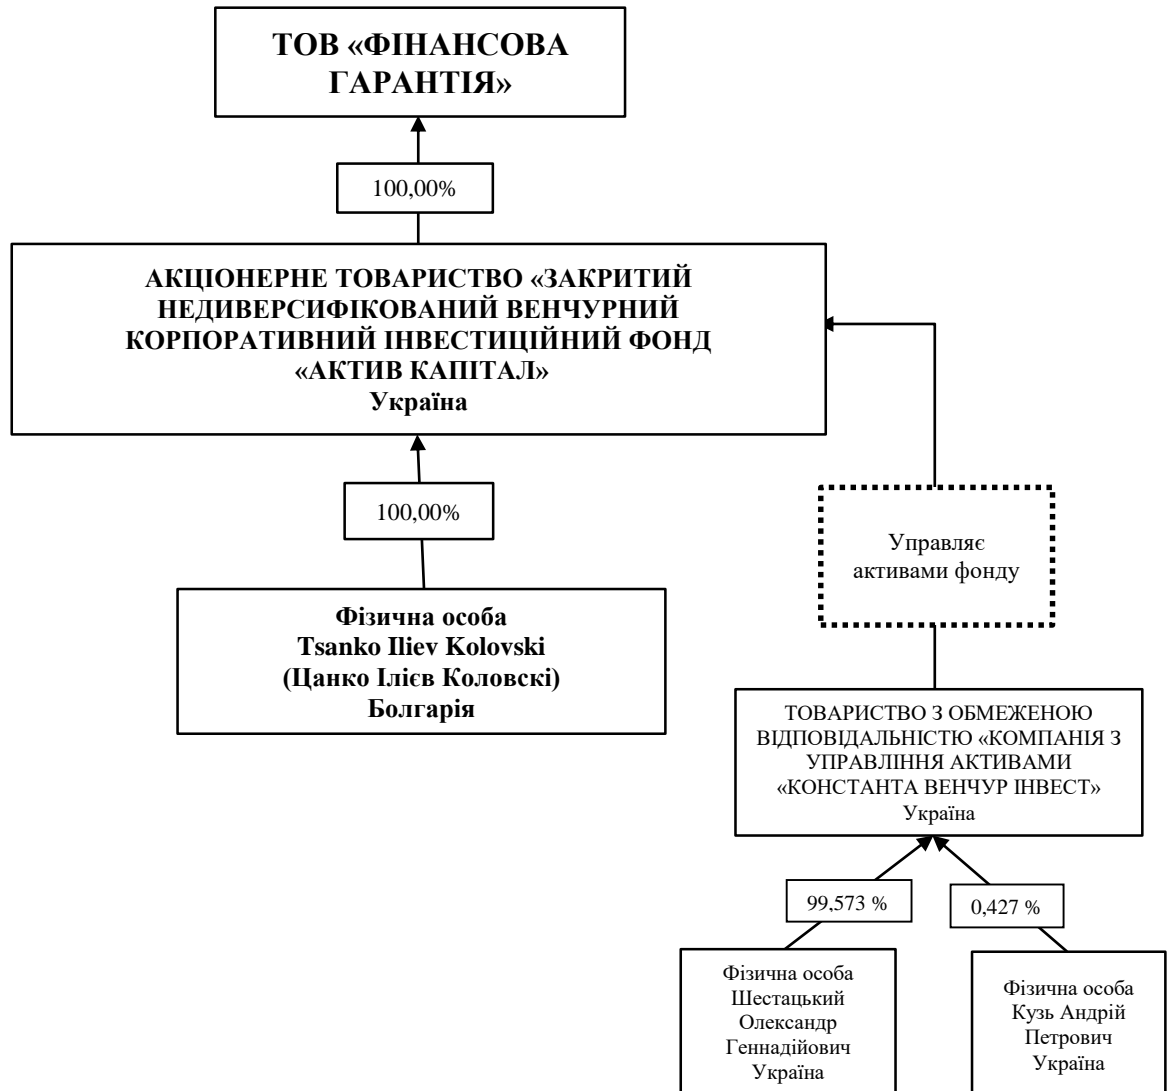 ТОВ «ФІНАНСОВА
ГАРАНТІЯ»
100,00%
АКЦІОНЕРНЕ ТОВАРИСТВО «ЗАКРИТИЙ
НЕДИВЕРСИФІКОВАНИЙ ВЕНЧУРНИЙ
КОРПОРАТИВНИЙ ІНВЕСТИЦІЙНИЙ ФОНД
«АКТИВ КАПІТАЛ»
Україна
100,00%
Управляє
активами фонду
Фізична особа
Tsanko Iliev Kolovski
(Цанко Ілієв Коловскі)
Болгарія
ТОВАРИСТВО З ОБМЕЖЕНОЮ
ВІДПОВІДАЛЬНІСТЮ «КОМПАНІЯ З
УПРАВЛІННЯ АКТИВАМИ
«КОНСТАНТА ВЕНЧУР ІНВЕСТ»
Україна
99,573 %
0,427 %
Фізична особа
Шестацький
Олександр
Геннадійович
Україна
Фізична особа
Кузь Андрій
Петрович
Україна